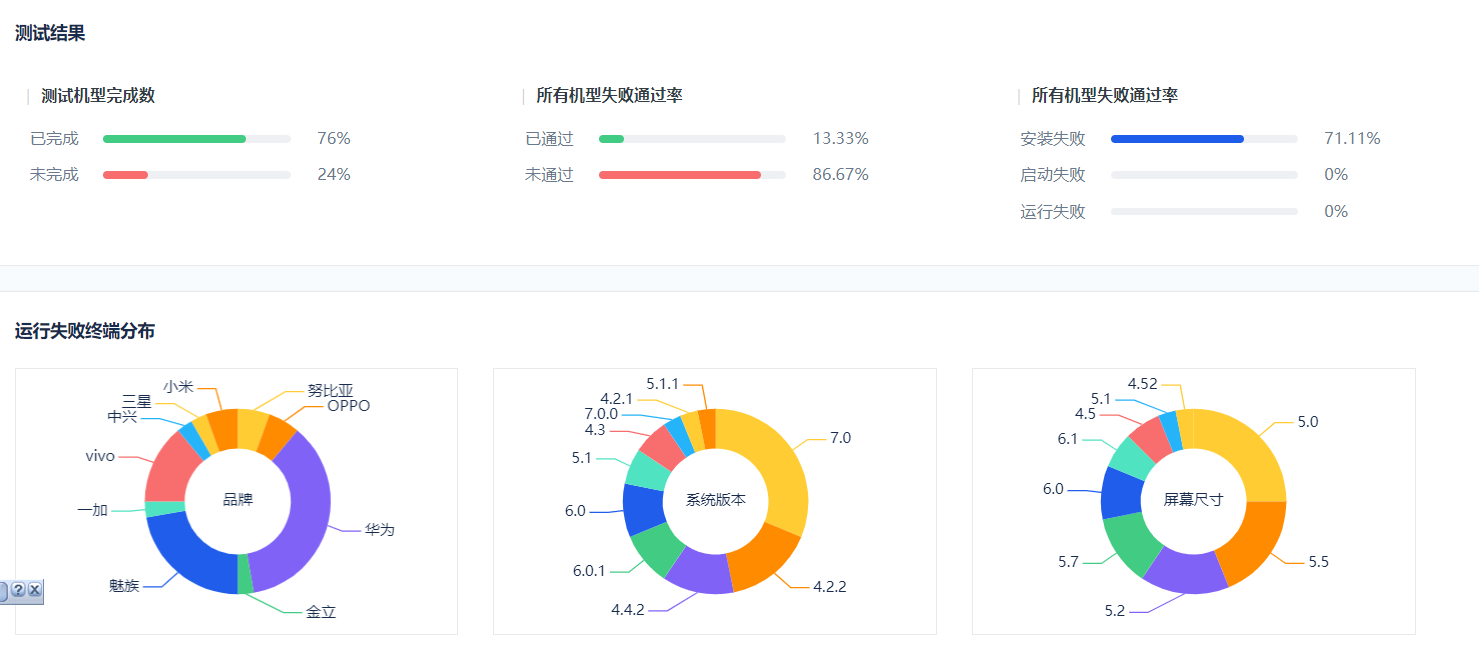 测试结果
测试机型完成数
已完成 76%
未完成 24%
所有机型失败通过率
已通过 13.33%
未通过 86.67%
所有机型失败通过率
安装失败 71.11%
启动失败 0%
运行失败 0%
运行失败终端分布
小米
努比亚
三星
OPPO
中兴
vivo
一加
品牌
华为
魅族
金立
5.1.1
4.2.1
7.0.0
4.3
7.0
5.1
系统版本
6.0
6.0.1
4.2.2
4.4.2
4.52
5.1
4.5
5.0
6.1
6.0
屏幕尺寸
5.7
5.5
5.2